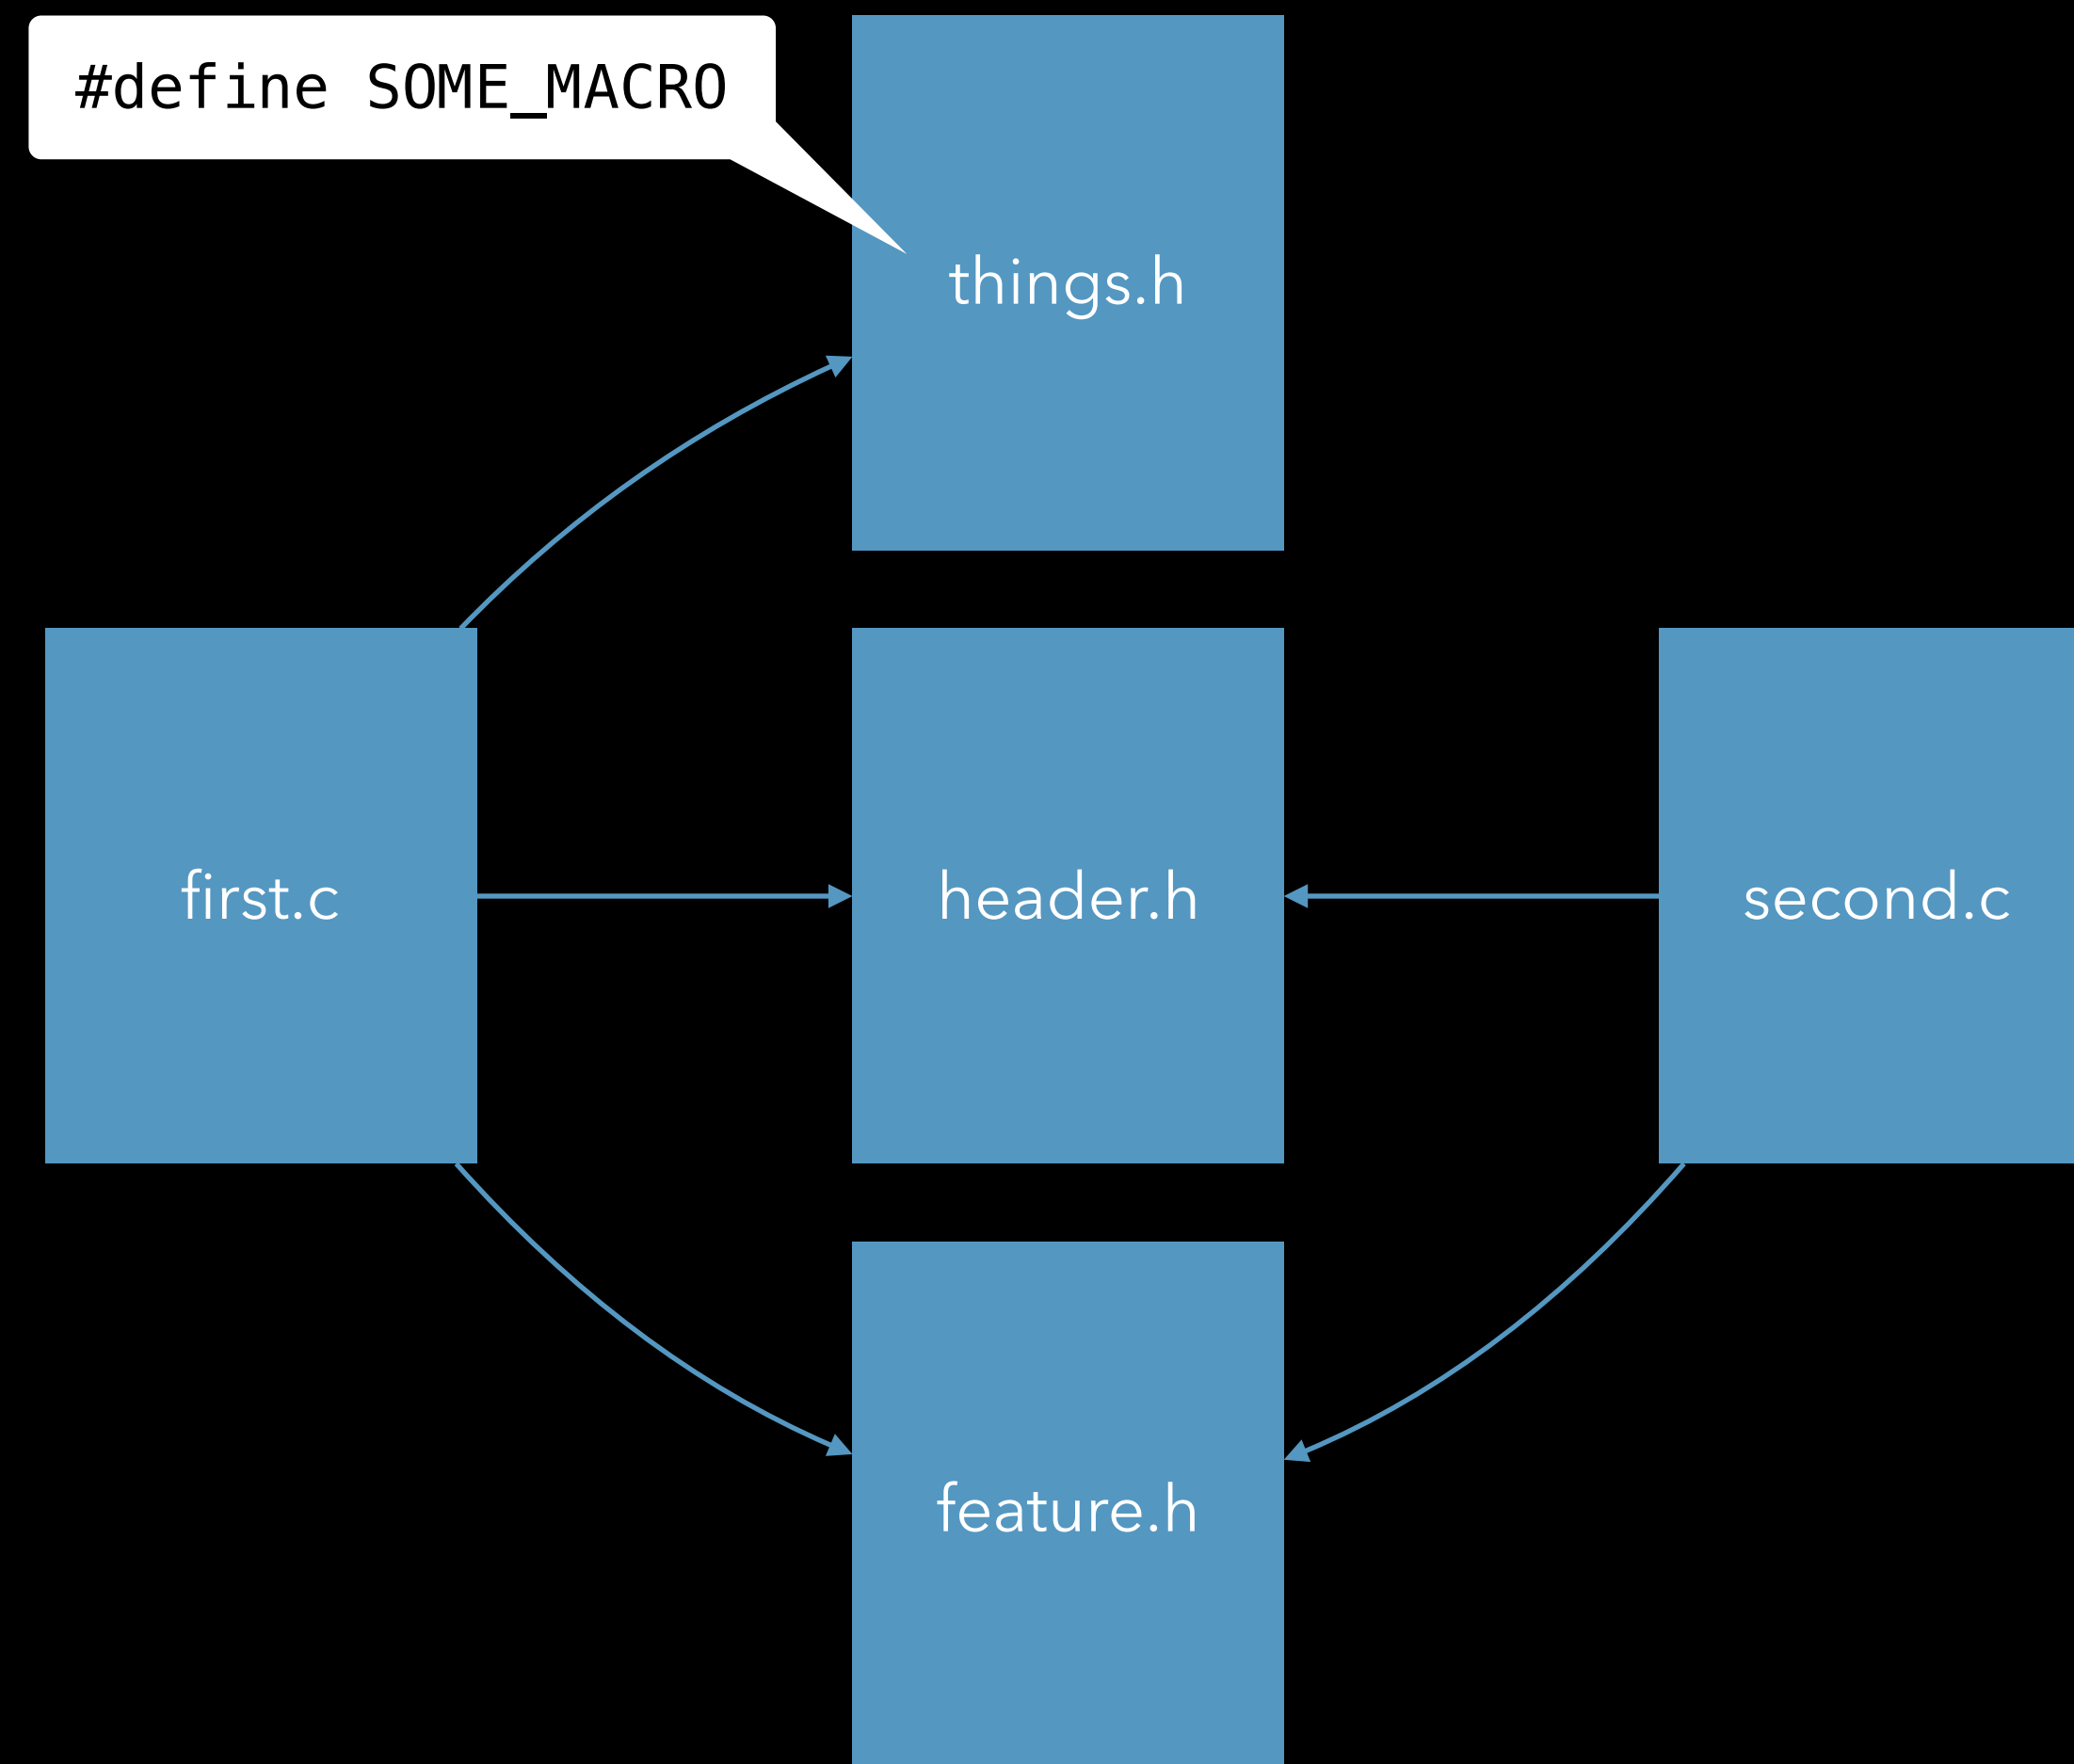 #define SOME_MACRO
things.h
first.c
header.h
second.c
feature.h